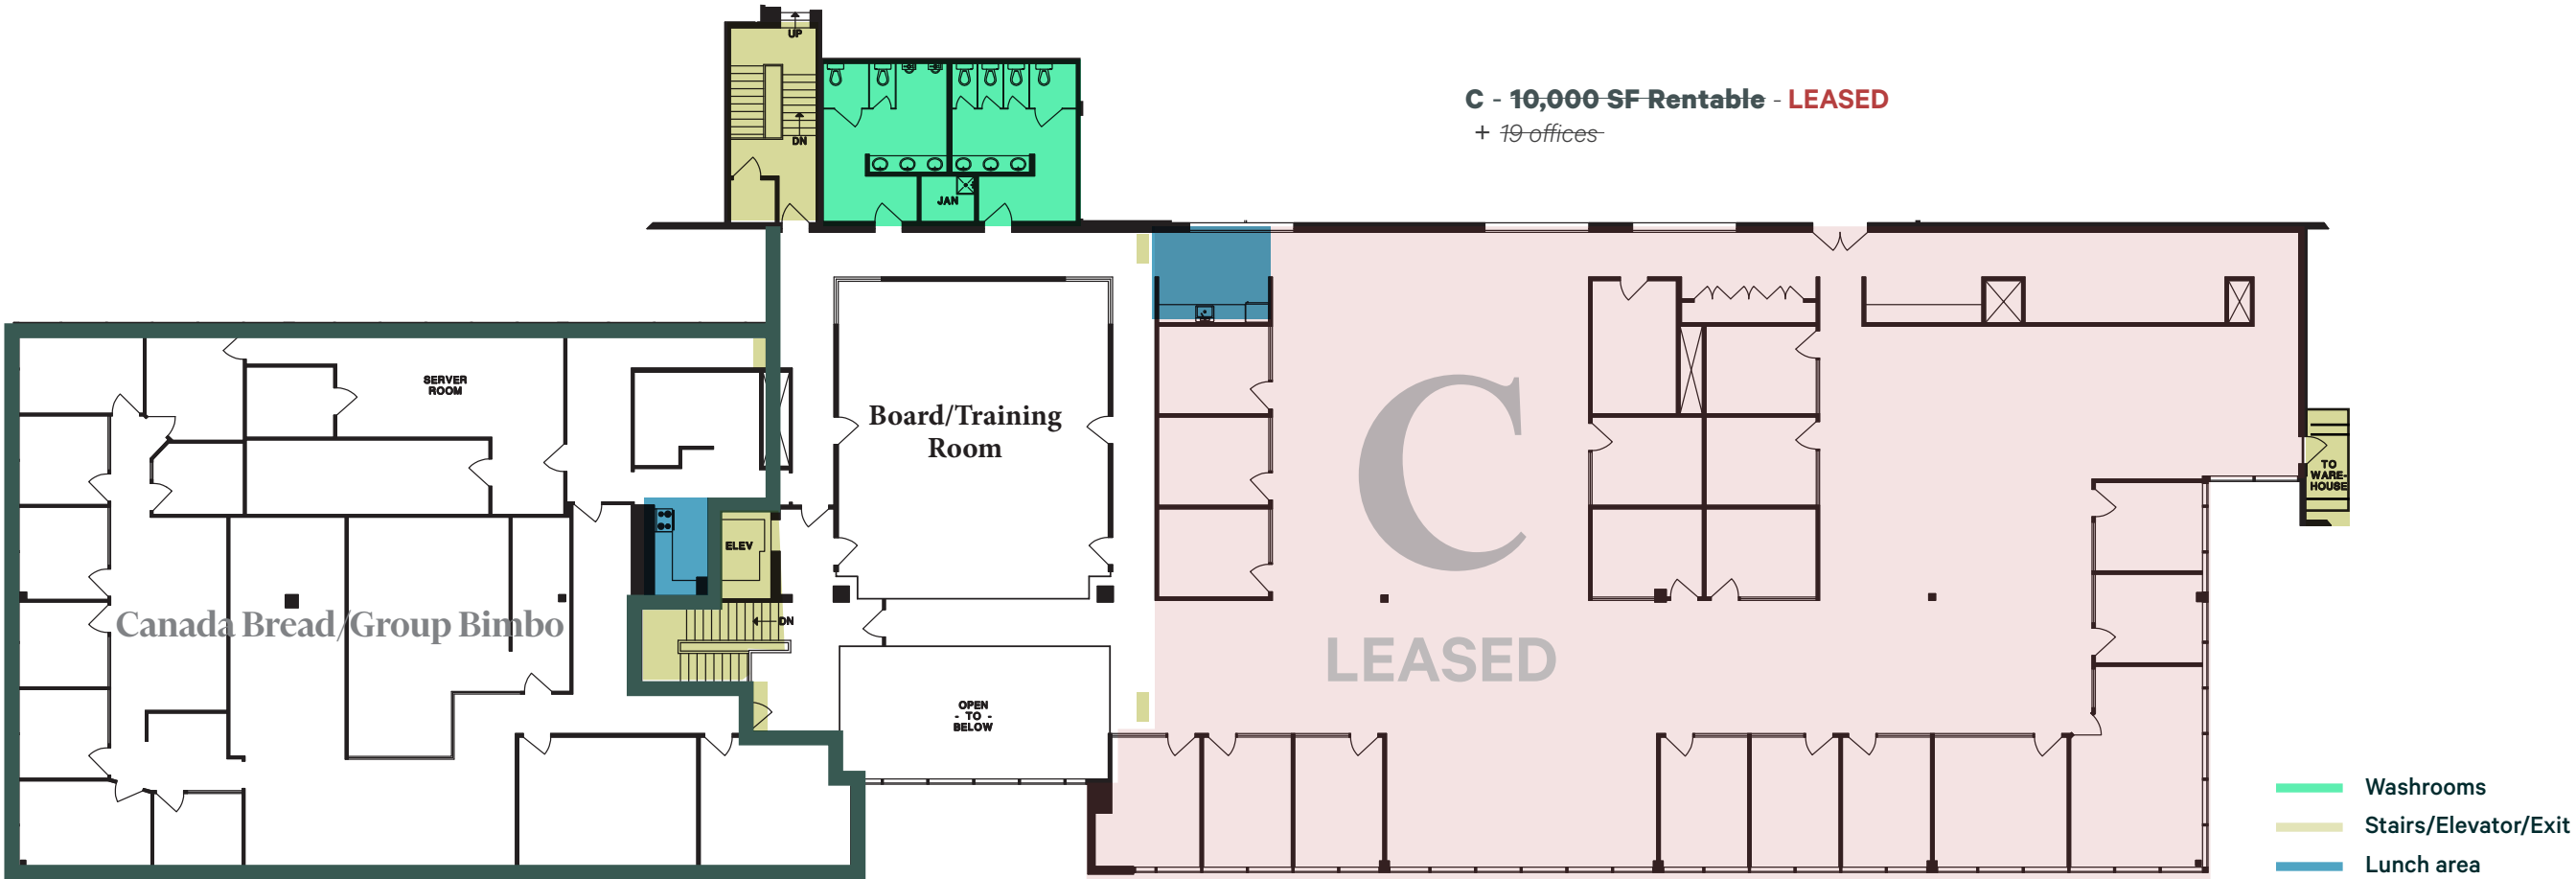 UP
DN
JAN
C - 10,000 SF Rentable - LEASED
+ 19 offices
SERVER
ROOM
Board/Training
Room
C
LEASED
TO
WARE-
HOUSE
ELEV
DN
Canada Bread/Group Bimbo
OPEN
- TO -
BELOW
Washrooms
Stairs/Elevator/Exit
Lunch area